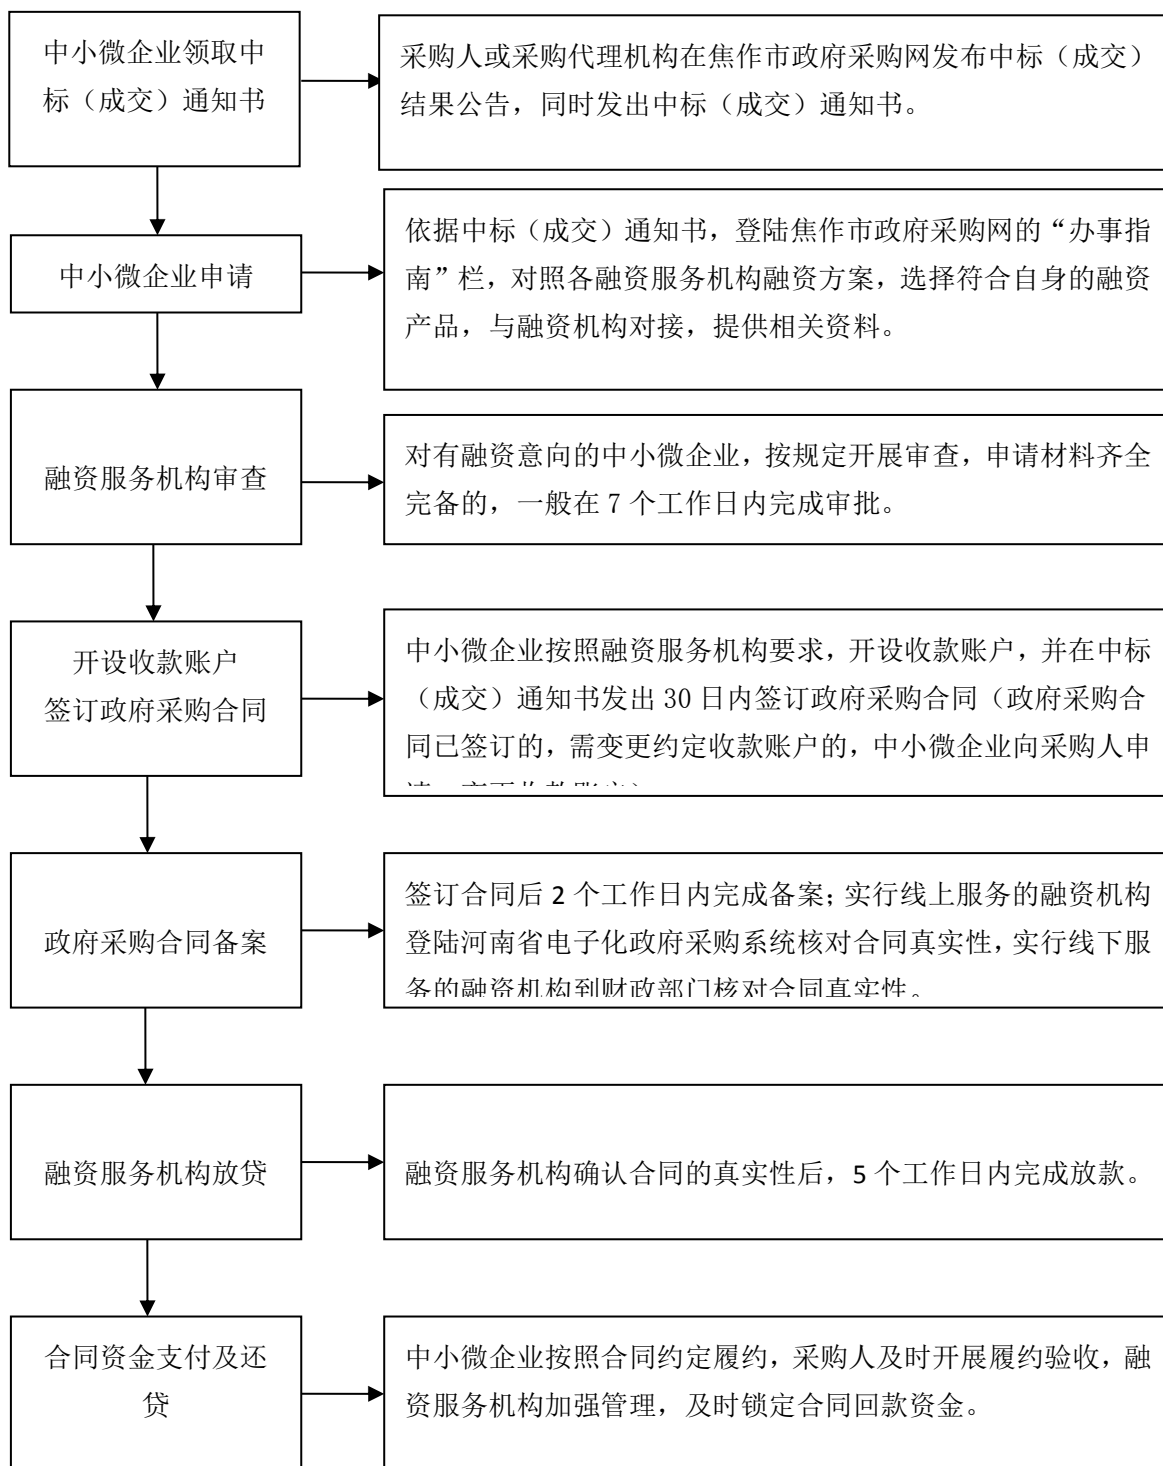 中小微企业领取中
标（成交）通知书
采购人或采购代理机构在焦作市政府采购网发布中标（成交）
结果公告，同时发出中标（成交）通知书。
中小微企业申请
依据中标（成交）通知书，登陆焦作市政府采购网的“办事指
南”栏，对照各融资服务机构融资方案，选择符合自身的融资
产品，与融资机构对接，提供相关资料。
融资服务机构审查
对有融资意向的中小微企业，按规定开展审查，申请材料齐全
完备的，一般在 7 个工作日内完成审批。
开设收款账户
签订政府采购合同
中小微企业按照融资服务机构要求，开设收款账户，并在中标
（成交）通知书发出 30 日内签订政府采购合同（政府采购合
同已签订的，需变更约定收款账户的，中小微企业向采购人申
政府采购合同备案
签订合同后 2 个工作日内完成备案；实行线上服务的融资机构
登陆河南省电子化政府采购系统核对合同真实性，实行线下服
务的融资机构到财政部门核对合同真实性。
融资服务机构放贷
融资服务机构确认合同的真实性后，5 个工作日内完成放款。
合同资金支付及还
贷
中小微企业按照合同约定履约，采购人及时开展履约验收，融
资服务机构加强管理，及时锁定合同回款资金。